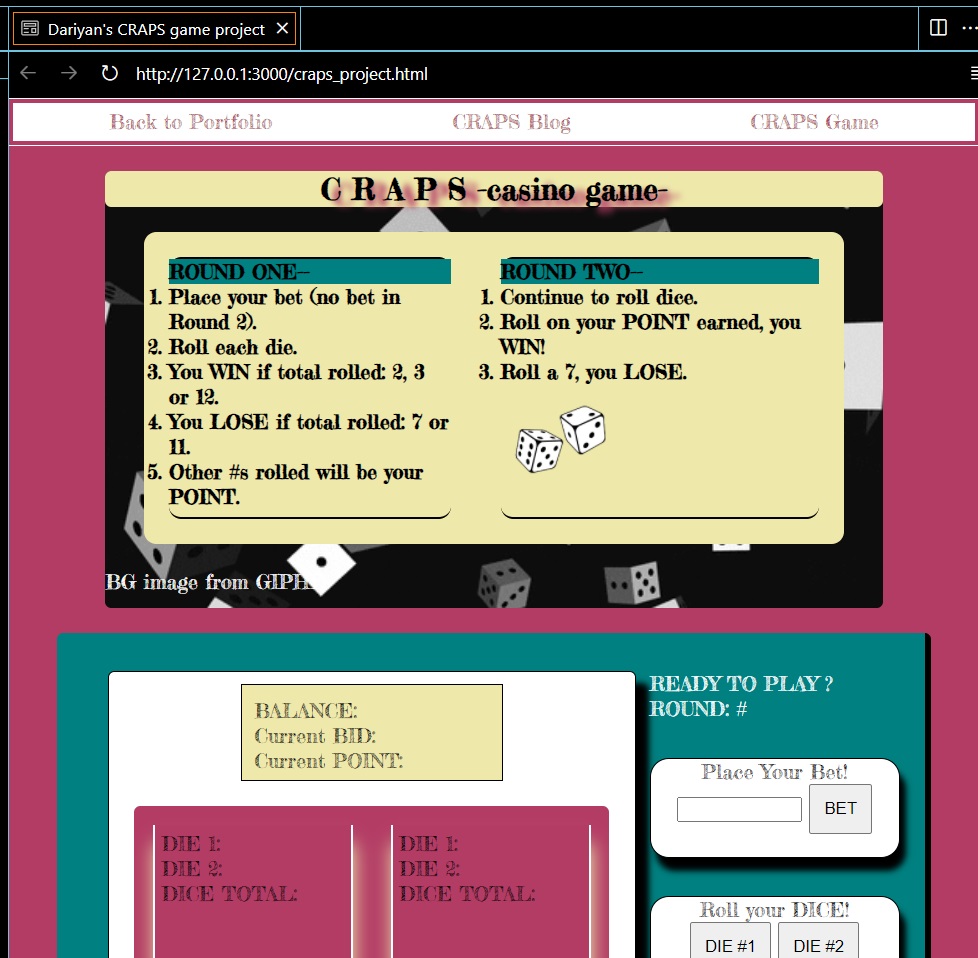 Dariyan's CRAPS game project
http://127.0.0.1:3000/craps_project.html
Back to Portfolio
CRAPS Blog
CRAPS Game
C R A P S -casino game-
ROUND ONE--
1. Place your bet (no bet in
Round 2).
2. Roll each die.
3. You WIN if total rolled: 2, 3
or 12.
4. You LOSE if total rolled: 7 or
11.
5. Other #s rolled will be your
POINT.
ROUND TWO--
1. Continue to roll dice.
2. Roll on your POINT earned, you
WIN!
3. Roll a 7, you LOSE.
BG image from
BALANCE:
Current BID:
Current POINT:
DIE 1:
DIE 2:
DICE TOTAL:
DIE 1:
DIE 2:
DICE TOTAL:
READY TO PLAY ?
ROUND: #
Place Your Bet!
BET
Roll your DICE!
DIE #1
DIE #2